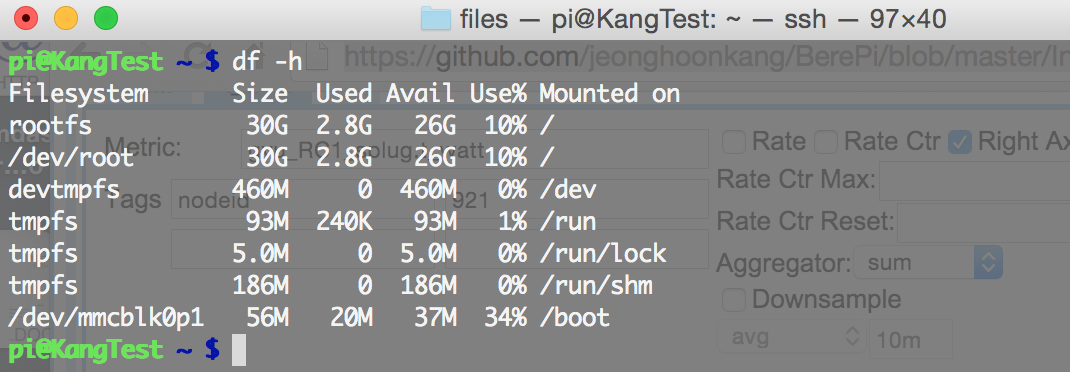 files — pi@KangTest: ~ — ssh — 97×40
pi@KangTest ~ $ df -h
https://github.com/jeonghoonkang/BerePi/blob/master/In
Filesystem Size Used Avail Use% Mounted on
rootfs 30G 2.8G 26G 10% /
Metric:
Rate Rate Ctr Right Ax
/dev/root 30G 2.8G 26G 10% /
Rate Ctr Max:
devtmpfs 460M 0 460M 0% /dev
Tags nodeid 921
tmpfs 93M 240K 93M 1% /run
Rate Ctr Reset:
tmpfs 5.0M 0 5.0M 0% /run/lock
Aggregator: sum
tmpfs 186M 0 186M 0% /run/shm
Downsample
/dev/mmcblk0p1 56M 20M 37M 34% /boot
avg 10m
pi@KangTest ~ $